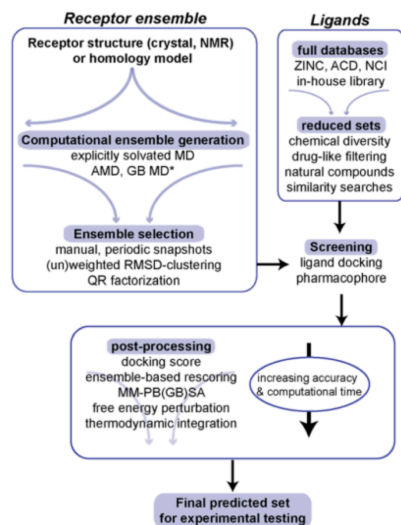 Receptor ensemble
Receptor structure (crystal, NMR)
or homology model
Computational ensemble generation
explicitly solvated MD
AMD, GB MD*
Ensemble selection
manual, periodic snapshots
(un)weighted RMSD-clustering
QR factorization
Ligands
full databases
ZINC, ACD, NCI
in-house library
reduced sets
chemical diversity
drug-like filtering
natural compounds
similarity searches
Screening
ligand docking
pharmacophore
post-processing
docking score
ensemble-based rescoring
MM-PB(GB)SA
free energy perturbation
thermodynamic integration
increasing accuracy
& computational time
Final predicted set
for experimental testing